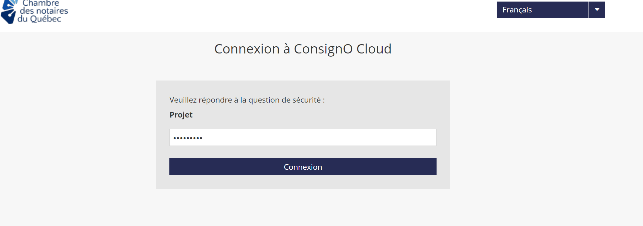 Chambre
des notaires
du Québec
Français
Connexion à ConsignO Cloud
Veuillez répondre a la question de sécurité :
Projet
•••••••••
Connexion